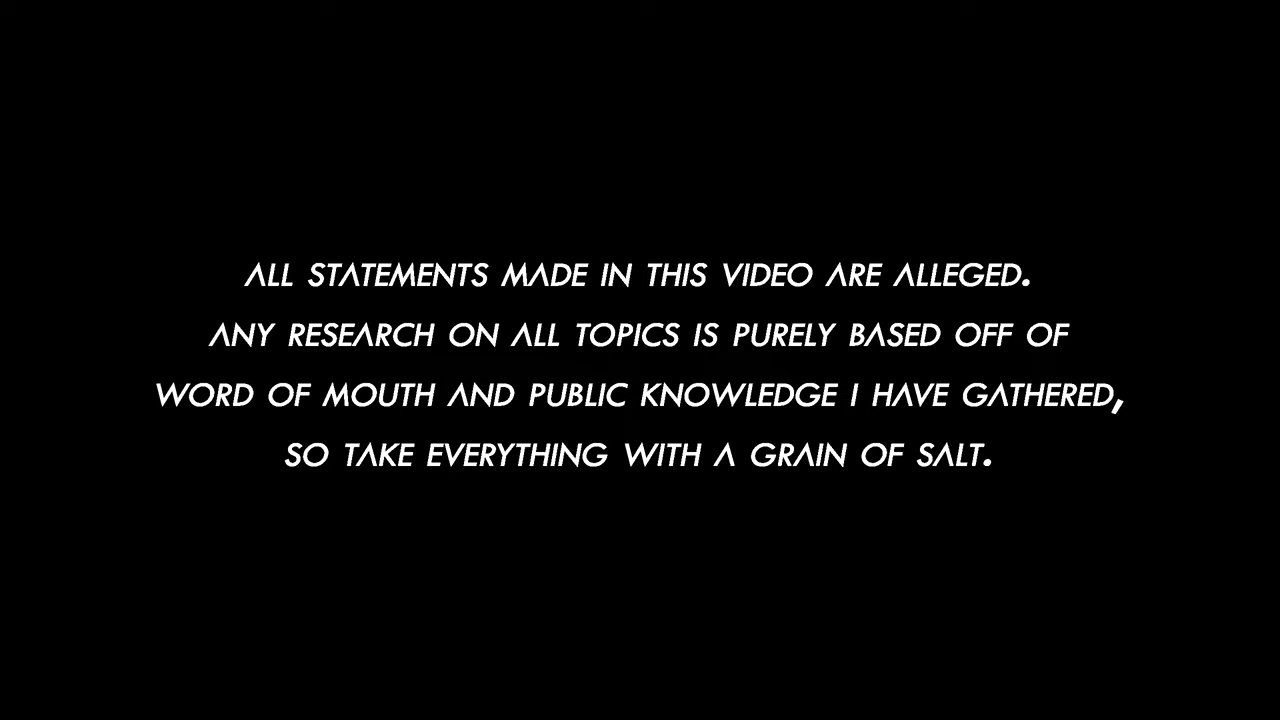 ALL STATEMENTS MADE IN THIS VIDEO ARE ALLEGED.
ANY RESEARCH ON ALL TOPICS IS PURELY BASED OFF OF
WORD OF MOUTH AND PUBLIC KNOWLEDGE I HAVE GATHERED,
SO TAKE EVERYTHING WITH A GRAIN OF SALT.